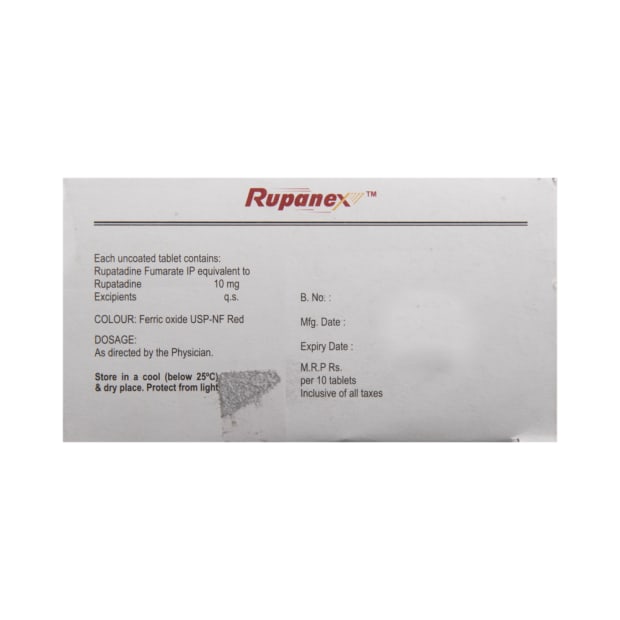 Rupanex™
Each uncoated tablet contains:
Rupatadine Fumarate IP equivalent to
Rupatadine 10 mg
Excipients q.s.
COLOUR: Ferric oxide USP-NF Red
DOSAGE:
As directed by the Physician.
Store in a cool (below 25°C)
& dry place. Protect from light
B. No. :
Mfg. Date :
Expiry Date :
M.R.P Rs.
per 10 tablets
Inclusive of all taxes